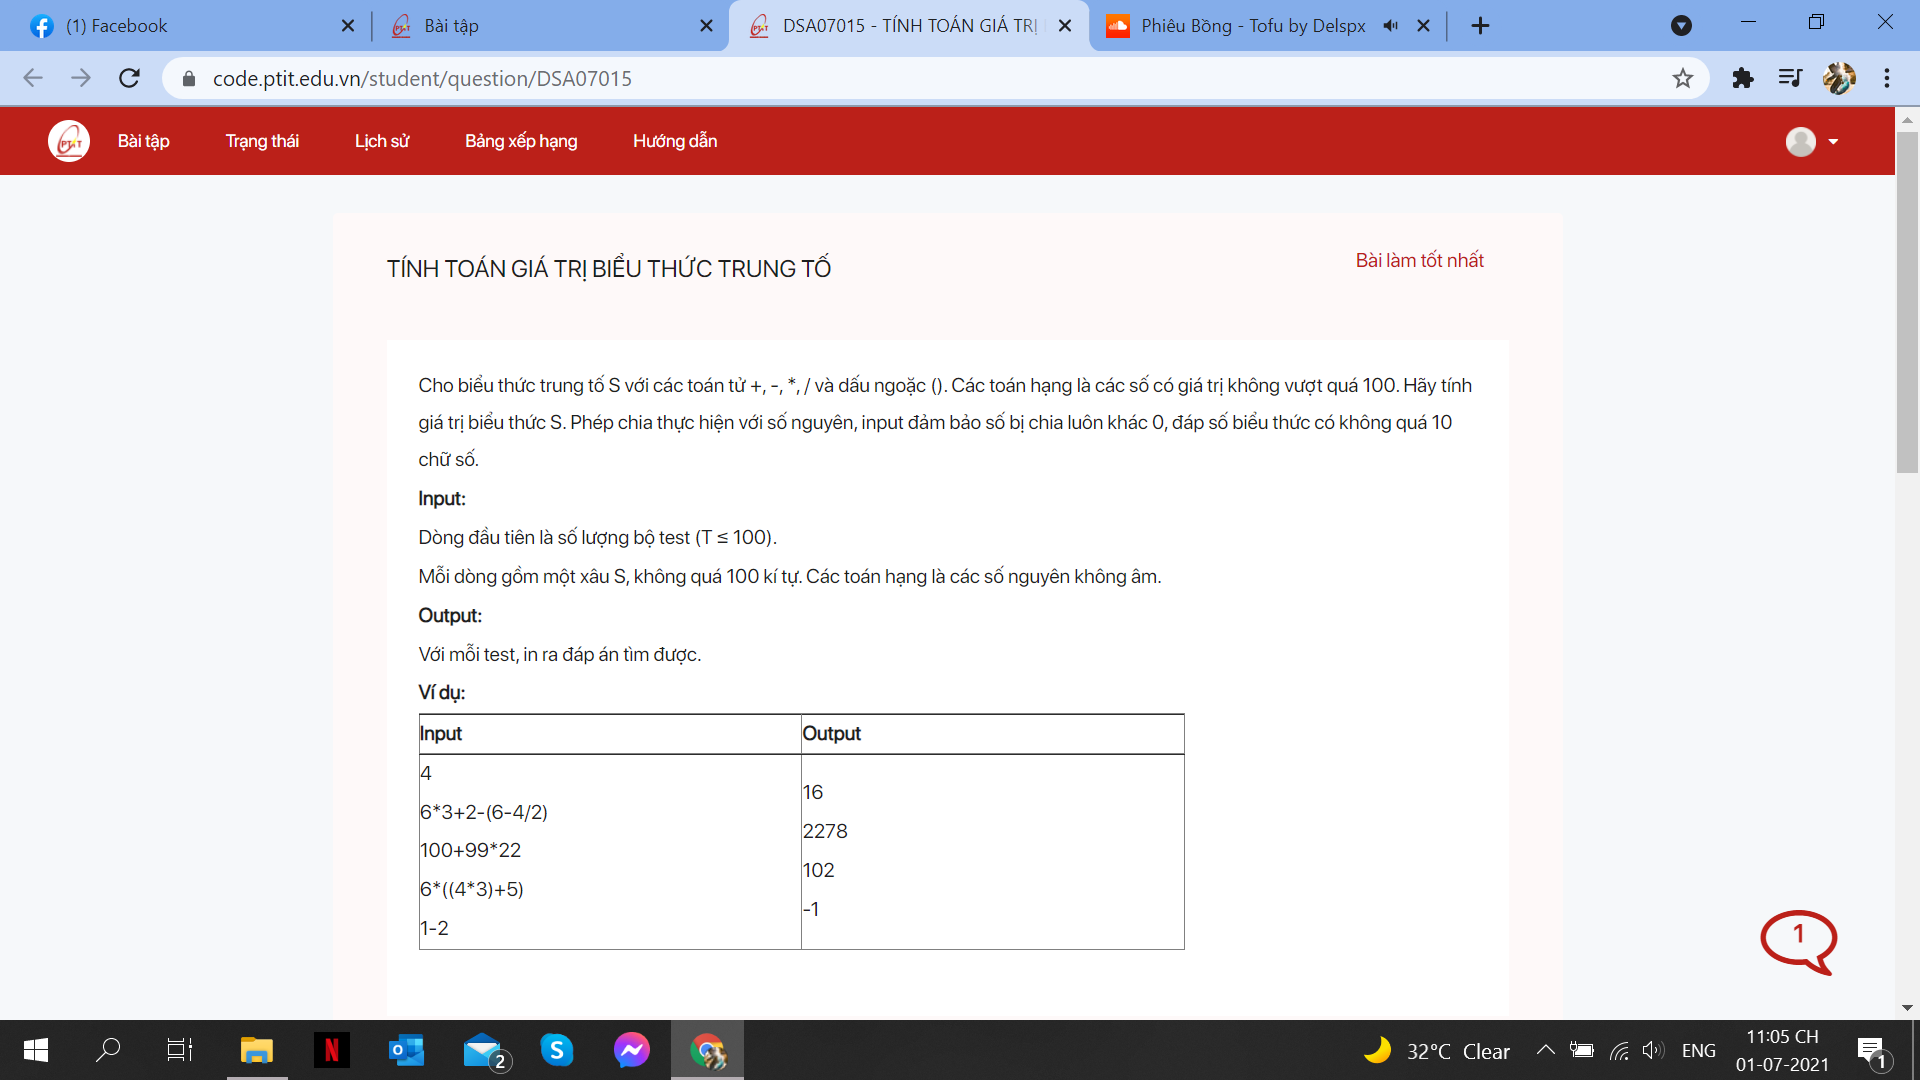 (1) Facebook
Bài tập
DSA07015 - TÍNH TOÁN GIÁ TRỊ
Phiêu Bồng - Tofu by Delspx
code.ptit.edu.vn/student/question/DSA07015
PTIT Bài tập Trạng thái Lịch sử Bảng xếp hạng Hướng dẫn
TÍNH TOÁN GIÁ TRỊ BIỂU THỨC TRUNG TỐ
Bài làm tốt nhất
Cho biểu thức trung tố S với các toán tử +, -, *, / và dấu ngoặc (). Các toán hạng là các số có giá trị không vượt quá 100. Hãy tính
giá trị biểu thức S. Phép chia thực hiện với số nguyên, input đảm bảo số bị chia luôn khác 0, đáp số biểu thức có không quá 10
chữ số.
Input:
Dòng đầu tiên là số lượng bộ test (T ≤ 100).
Mỗi dòng gồm một xâu S, không quá 100 kí tự. Các toán hạng là các số nguyên không âm.
Output:
Với mỗi test, in ra đáp án tìm được.
Ví dụ:
Input
4
6*3+2-(6-4/2)
100+99*22
6*((4*3)+5)
1-2
Output
16
2278
102
-1
1
N
2
S
32°C Clear
ENG
11:05 CH
01-07-2021
1